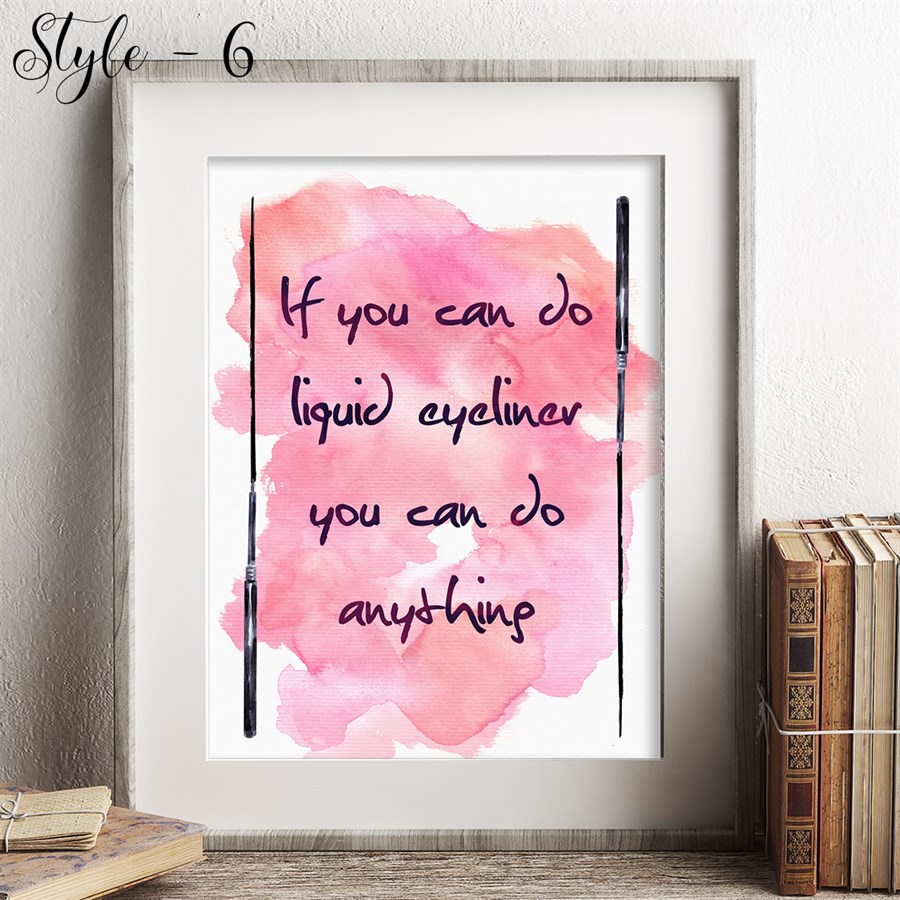 Style - 6
If you can do
liquid eyeliner
you can do
anything